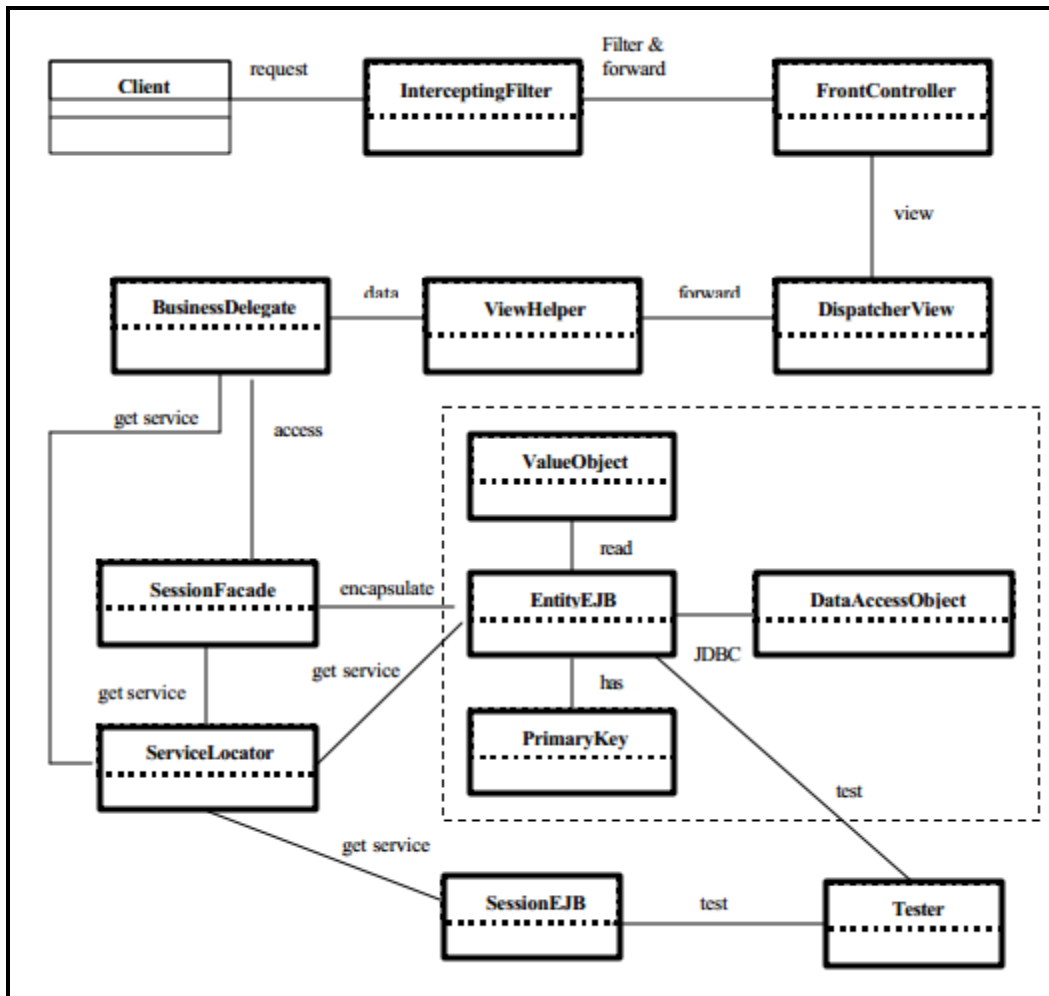 Filter &
forward
request
Client
InterceptingFilter
FrontController
view
BusinessDelegate
data
ViewHelper
forward
DispatcherView
get service
access
ValueObject
read
SessionFacade
encapsulate
EntityEJB
DataAccessObject
JDBC
get service
has
get service
ServiceLocator
PrimaryKey
test
get service
SessionEJB
test
Tester